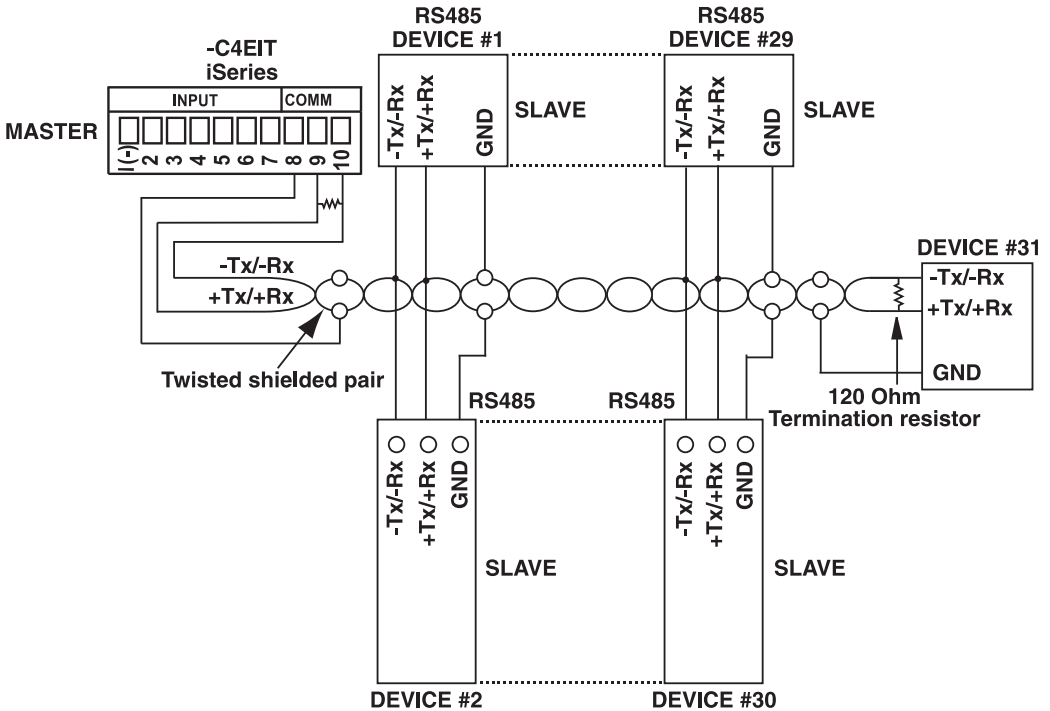 RS485
DEVICE #1
RS485
DEVICE #29
-C4EIT
iSeries
INPUT
COMM
MASTER
I(-)
2
3
4
5
6
7
8
9
10
-Tx/-Rx
+Tx/+Rx
GND
SLAVE
-Tx/-Rx
+Tx/+Rx
GND
SLAVE
-Tx/-Rx
+Tx/+Rx
Twisted shielded pair
DEVICE #31
-Tx/-Rx
+Tx/+Rx
GND
120 Ohm
Termination resistor
RS485
RS485
-Tx/-Rx
+Tx/+Rx
GND
SLAVE
-Tx/-Rx
+Tx/+Rx
GND
SLAVE
DEVICE #2
DEVICE #30